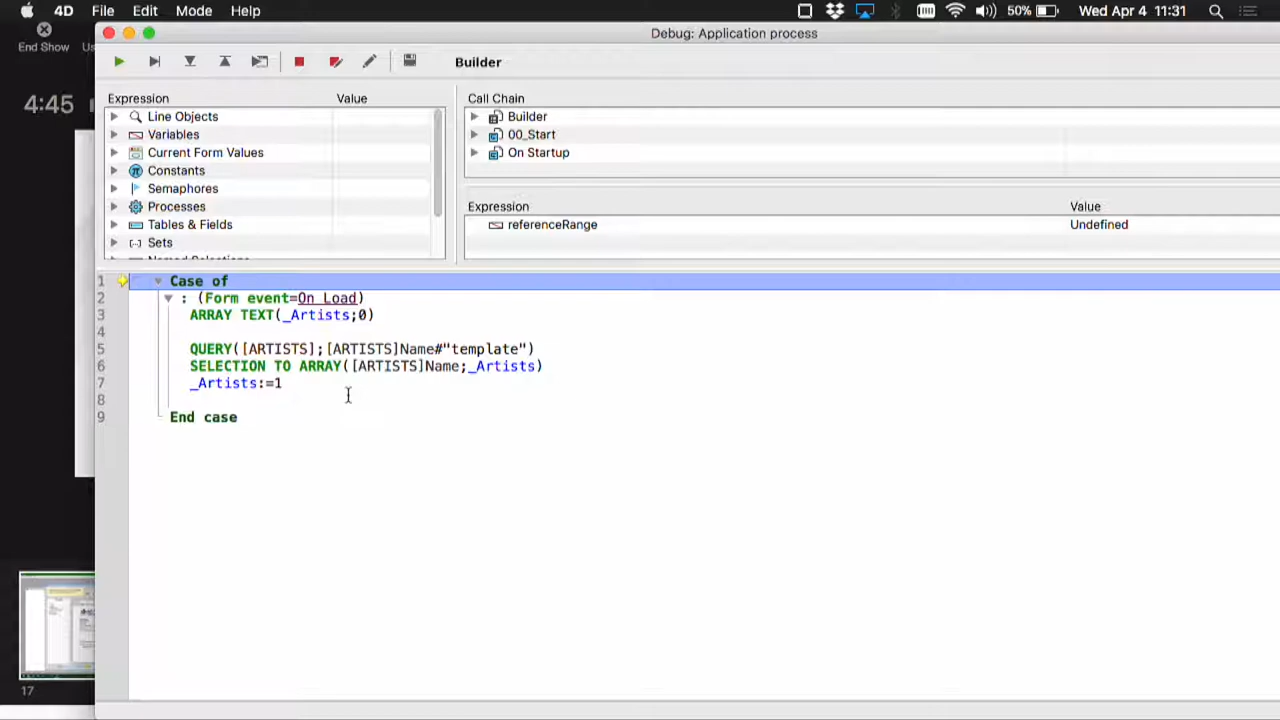 4D File Edit Mode Help 50% Wed Apr 4 11:31
End Show
Debug: Application process
Builder
4:45
Expression Value
Line Objects
Variables
Current Form Values
Constants
Semaphores
Processes
Tables & Fields
Sets
Call Chain
Builder
00_Start
On Startup
Expression Value
referenceRange Undefined
1 Case of
2 : (Form event=On Load)
3 ARRAY TEXT(_Artists;0)
4
5 QUERY([ARTISTS];[ARTISTS]Name#"template")
6 SELECTION TO ARRAY([ARTISTS]Name;_Artists)
7 _Artists:=1
8
9 End case
17